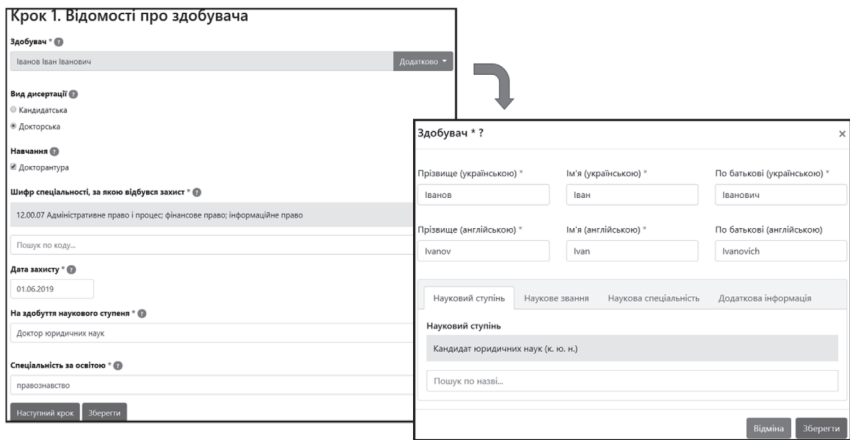 Крок 1. Відомості про здобувача
Здобувач * ?
Іванов Іван Іванович
Додатково
Вид дисертації ?
Кандидатська
Докторська
Навчання ?
Докторантура
Шифр спеціальності, за якою відбувся захист * ?
12.00.07 Адміністративне право і процес; фінансове право; інформаційне право
Пошук по коду...
Дата захисту * ?
01.06.2019
На здобуття наукового ступеня * ?
Доктор юридичних наук
Спеціальність за освітою * ?
правознавство
Наступний крок Зберегти
Здобувач * ? ×
Прізвище (українською) * Ім'я (українською) * По батькові (українською) *
Іванов Іван Іванович
Прізвище (англійською) * Ім'я (англійською) * По батькові (англійською)
Ivanov Ivan Ivanovich
Науковий ступінь Наукове звання Наукова спеціальність Додаткова інформація
Науковий ступінь
Кандидат юридичних наук (к. ю. н.)
Пошук по назві...
Відміна Зберегти